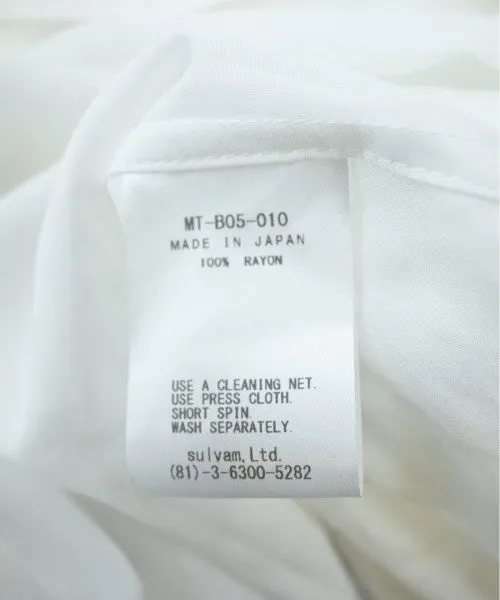 MT-B05-010
MADE IN JAPAN
100% RAYON
USE A CLEANING NET.
USE PRESS CLOTH.
SHORT SPIN.
WASH SEPARATELY.
sulvam,Ltd.
(81)-3-6300-5282